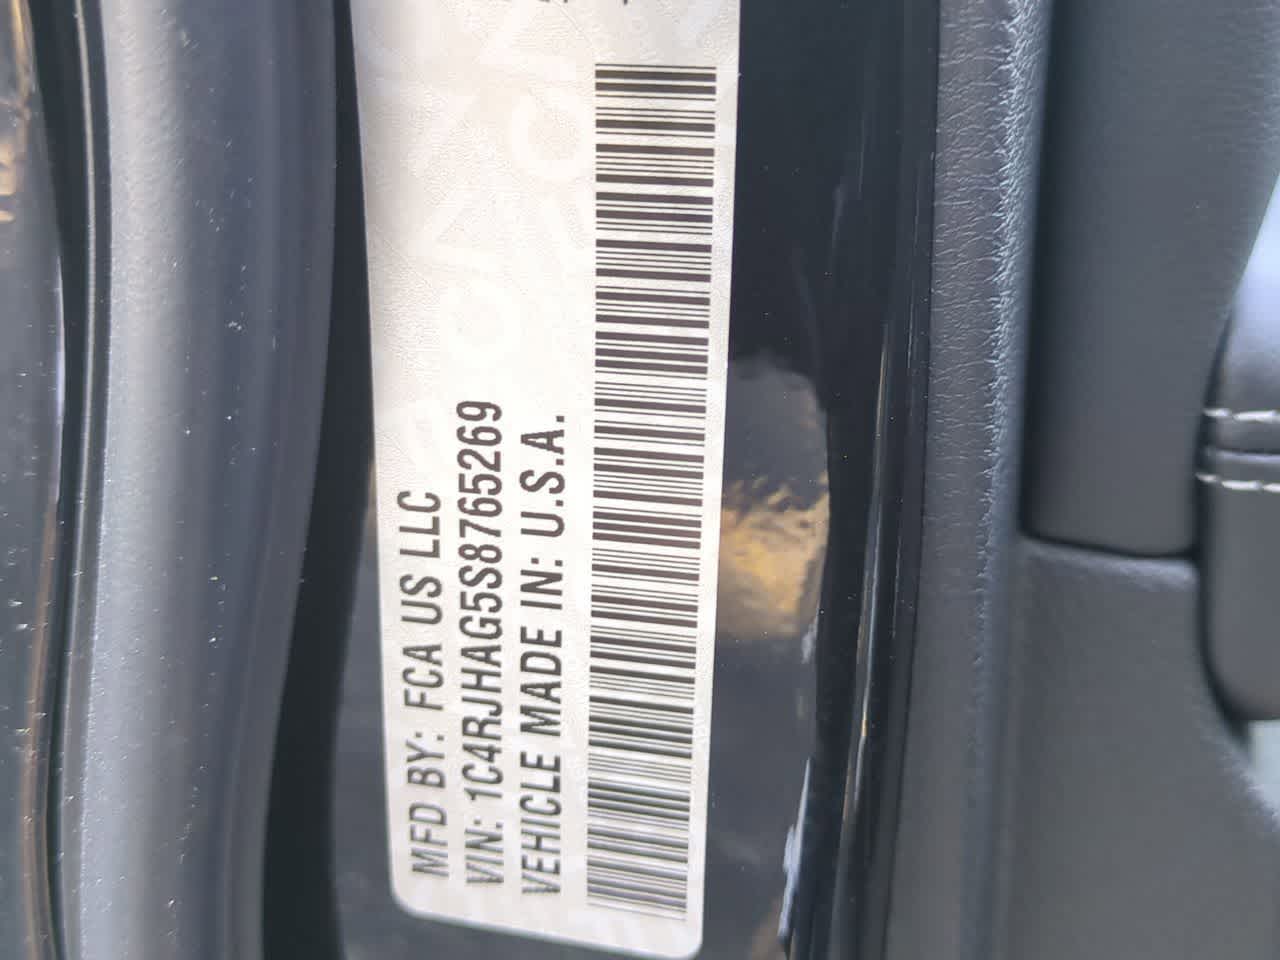 MFD BY: FCA US LLC
VIN: 1C4RJHAG5S8765269
VEHICLE MADE IN: U.S.A.